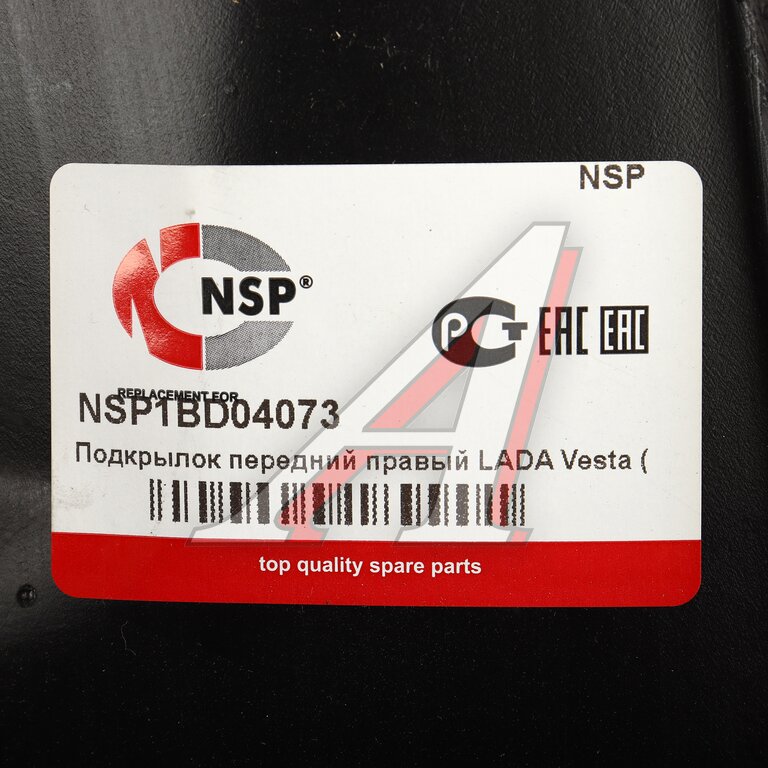 NSP
NSP®
РСТ EAC EAC
REPLACEMENT FOR
NSP1BD04073
Подкрылок передний правый LADA Vesta (
top quality spare parts